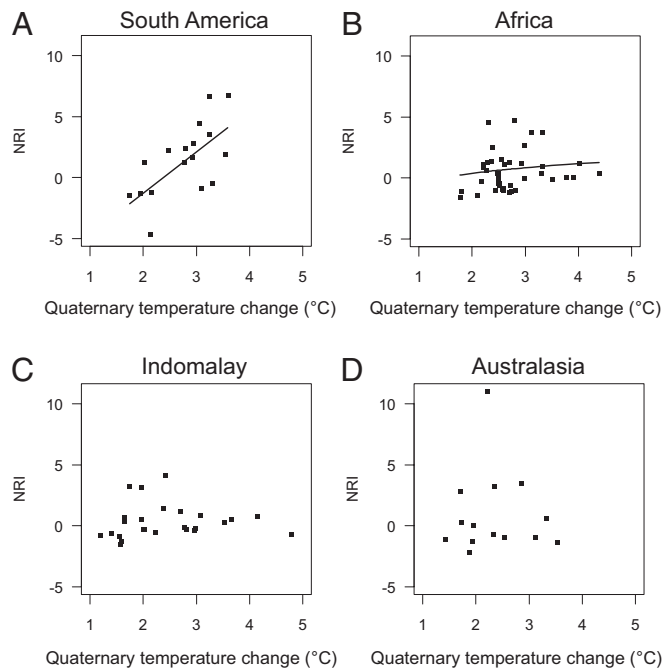 A South America
10
5
0
-5
NRI
1 2 3 4 5
Quaternary temperature change (°C)
B Africa
10
5
0
-5
NRI
1 2 3 4 5
Quaternary temperature change (°C)
C Indomalay
10
5
0
-5
NRI
1 2 3 4 5
Quaternary temperature change (°C)
D Australasia
10
5
0
-5
NRI
1 2 3 4 5
Quaternary temperature change (°C)